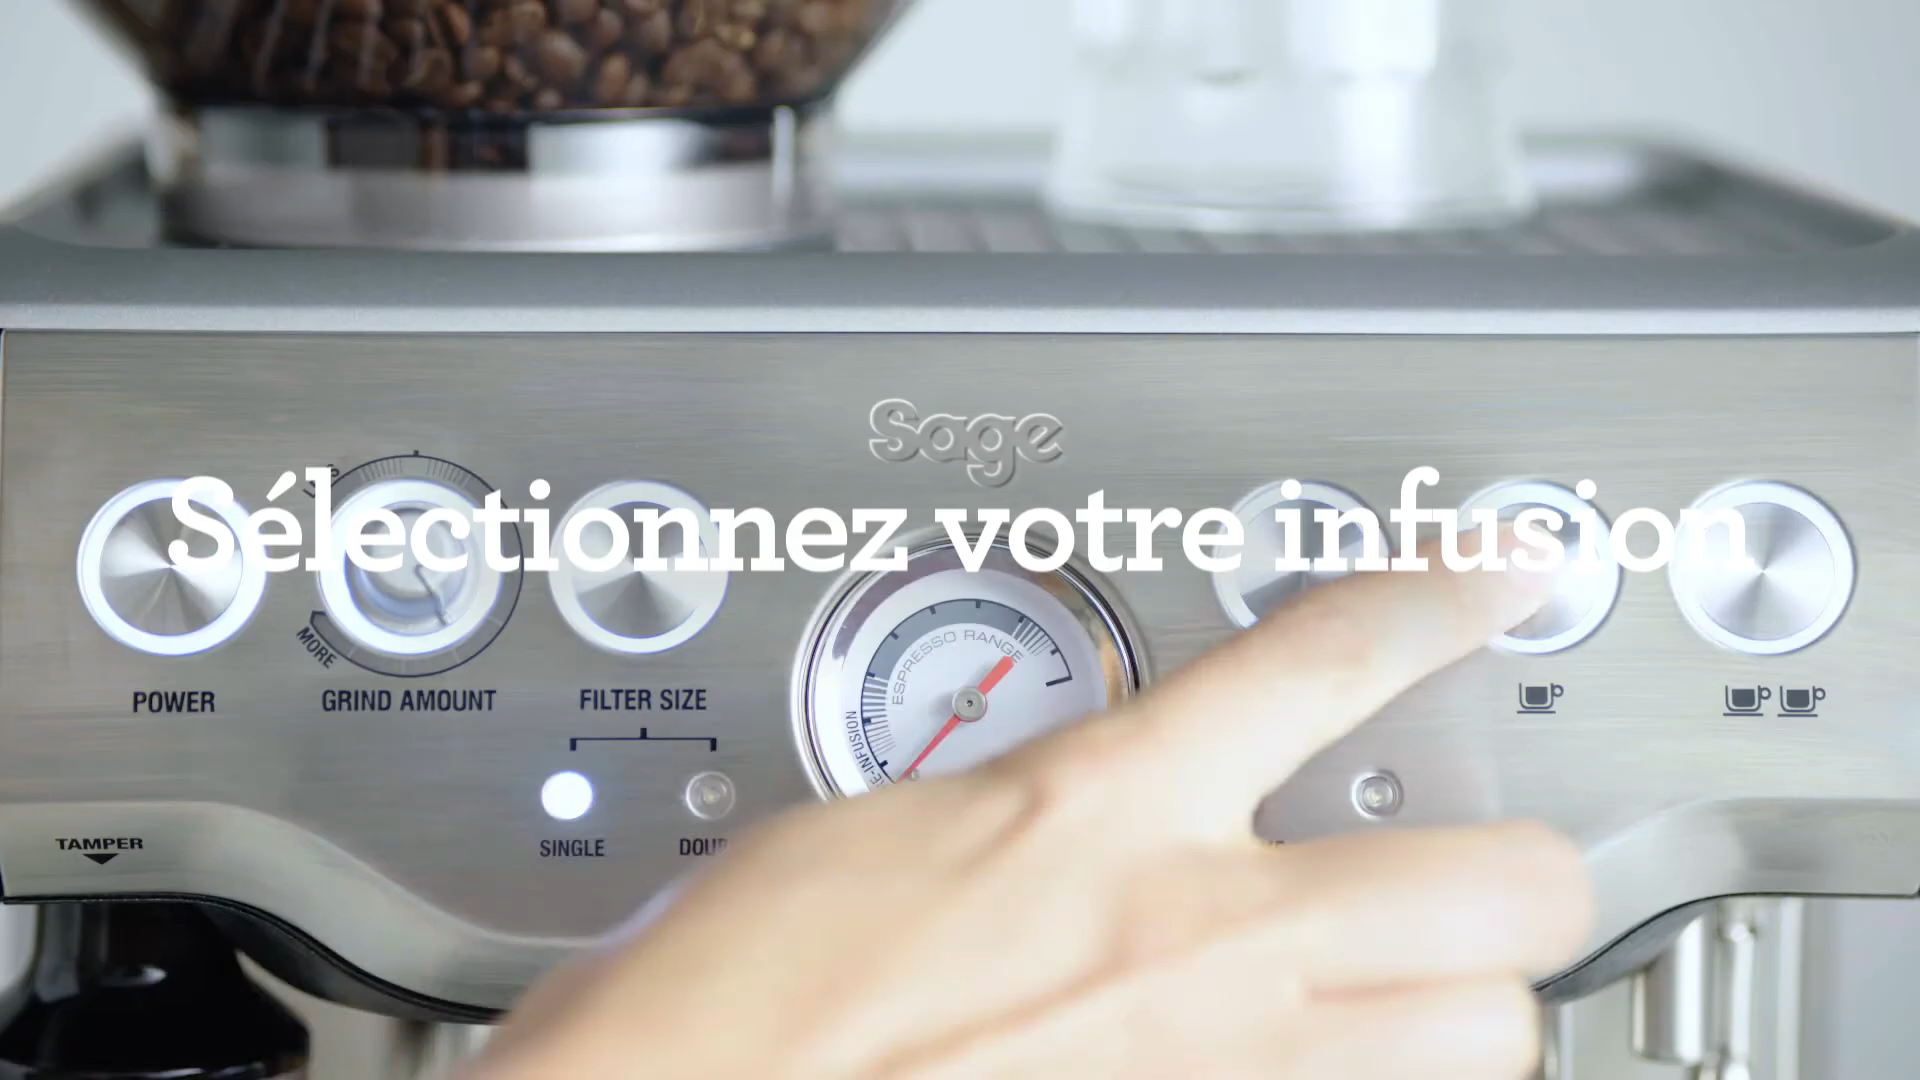 Sage
Sélectionnez votre infusion
MORE
ESPRESSO RANGE
POWER
GRIND AMOUNT
FILTER SIZE
SINGLE
TAMPER